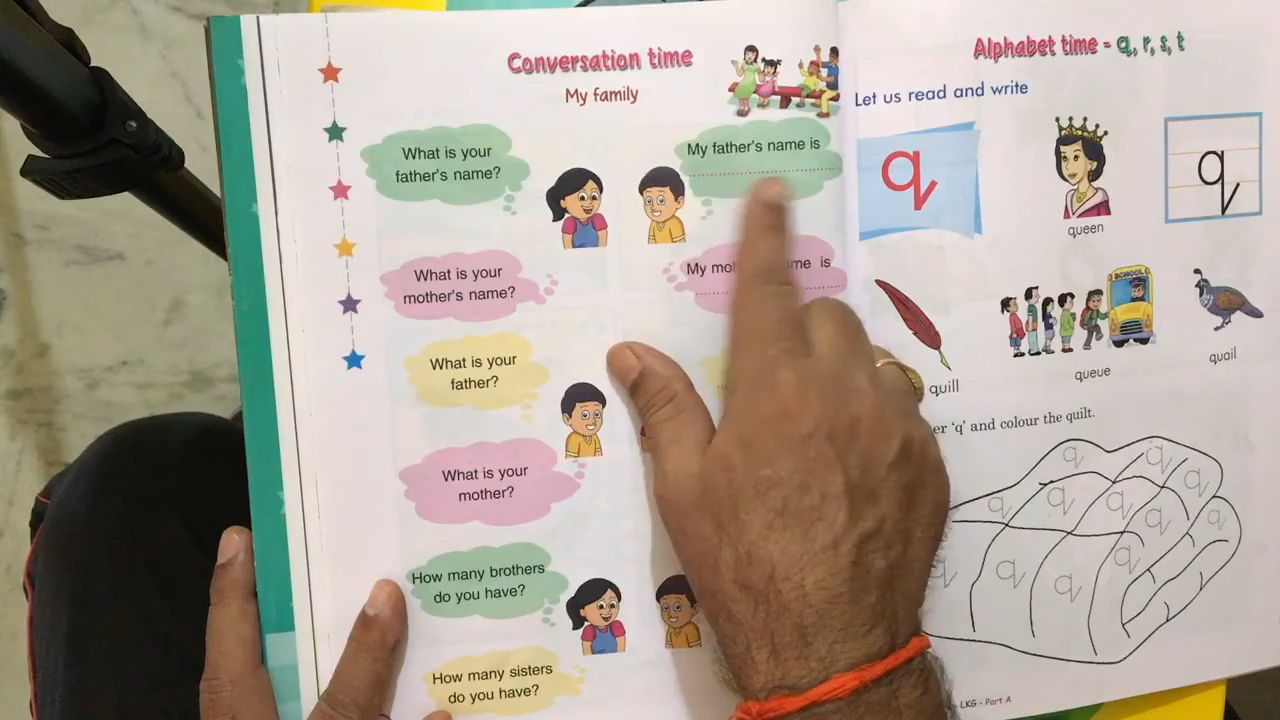 Conversation time
My family
What is your
father's name?
My father's name is
What is your
mother's name?
My is
What is your
father?
What is your
mother?
How many brothers
do you have?
How many sisters
do you have?
Alphabet time - q, r, s, t
Let us read and write
q
queen
q
SCHOOL
quill
queue
quail
'q' and colour the quilt.
q
q
q
q
q
q
q
q
q
q
q
q
LKG - Part A